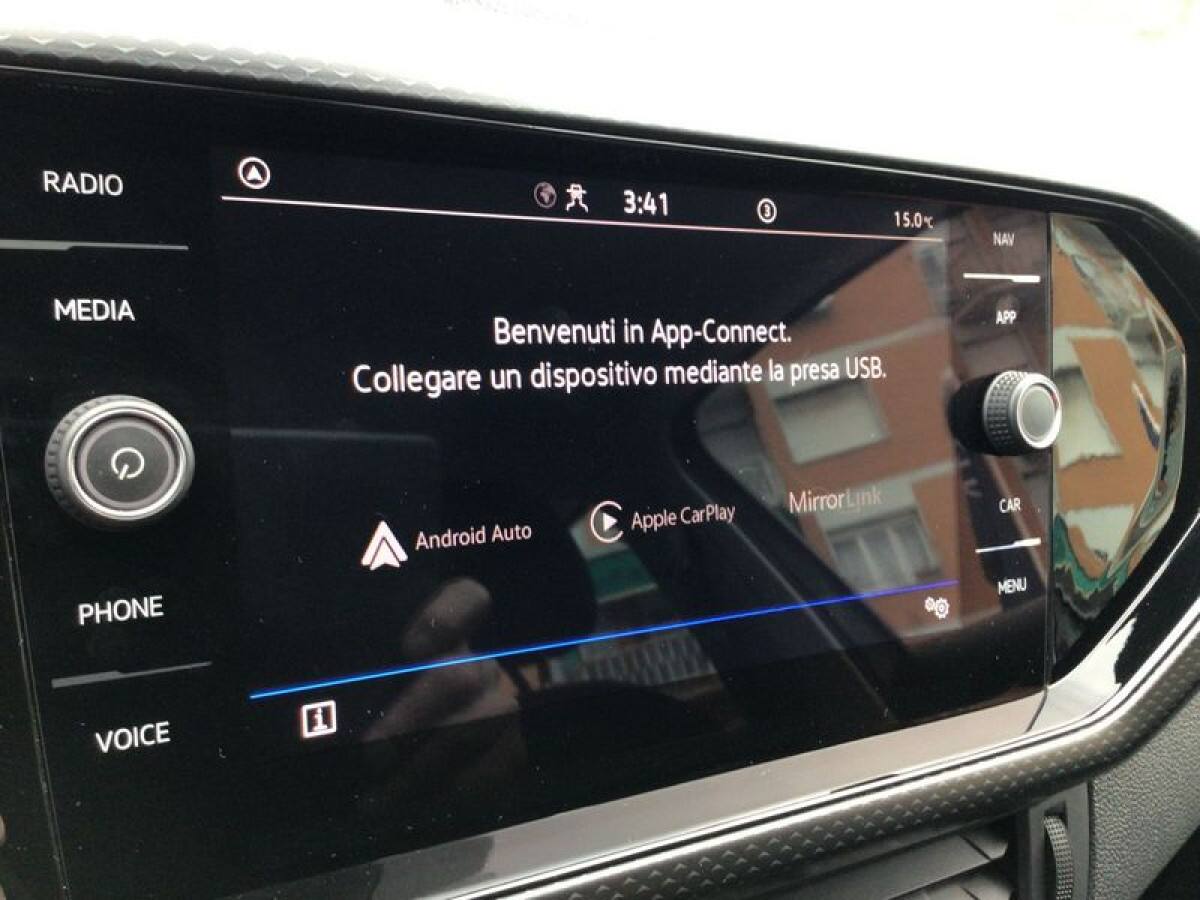 RADIO
MEDIA
PHONE
VOICE
3:41
3
15.0°C
Benvenuti in App-Connect.
Collegare un dispositivo mediante la presa USB.
Android Auto
Apple CarPlay
MirrorLink
i
NAV
APP
CAR
MENU